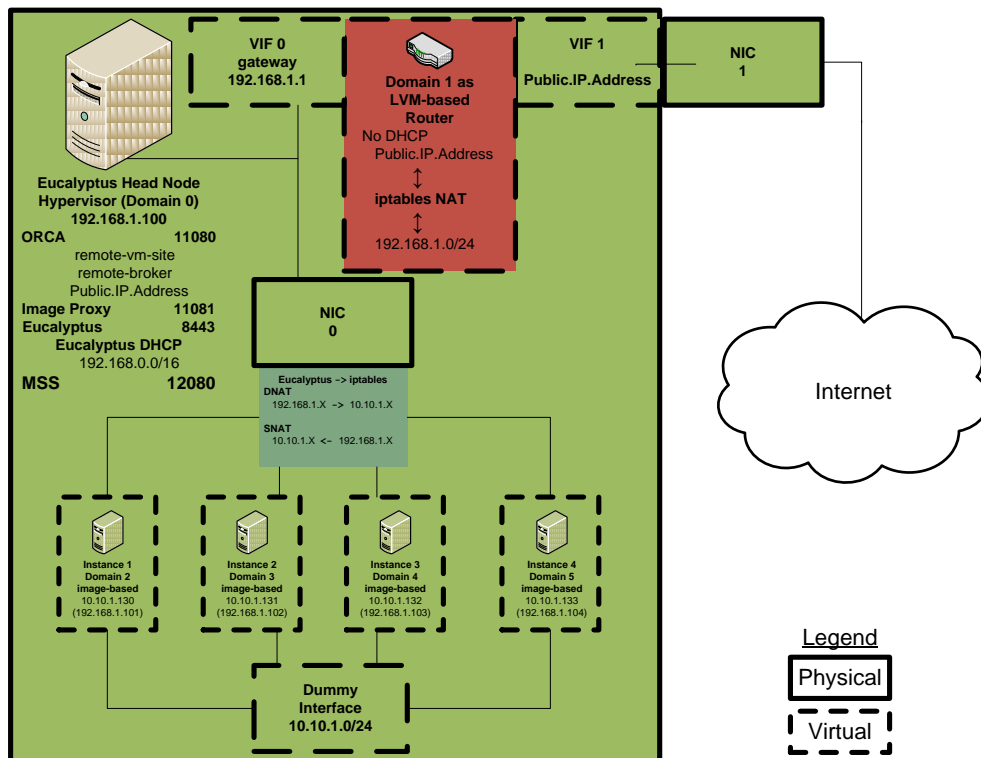 VIF 0
gateway
192.168.1.1
Domain 1 as
LVM-based
Router
No DHCP
Public.IP.Address
↕
iptables NAT
↕
192.168.1.0/24
VIF 1
Public.IP.Address
NIC
1
Eucalyptus Head Node
Hypervisor (Domain 0)
192.168.1.100
ORCA 11080
remote-vm-site
remote-broker
Public.IP.Address
Image Proxy 11081
Eucalyptus 8443
Eucalyptus DHCP
192.168.0.0/16
MSS 12080
NIC
0
Eucalyptus -> iptables
DNAT
192.168.1.X -> 10.10.1.X
SNAT
10.10.1.X <- 192.168.1.X
Internet
Instance 1
Domain 2
image-based
10.10.1.130
(192.168.1.101)
Instance 2
Domain 3
image-based
10.10.1.131
(192.168.1.102)
Instance 3
Domain 4
image-based
10.10.1.132
(192.168.1.103)
Instance 4
Domain 5
image-based
10.10.1.133
(192.168.1.104)
Dummy
Interface
10.10.1.0/24
Legend
Physical
Virtual